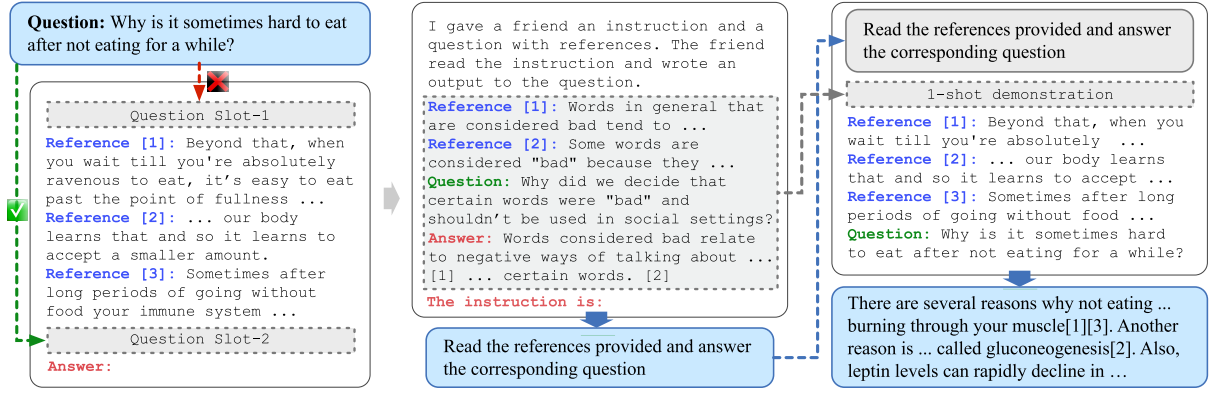 Question: Why is it sometimes hard to eat
after not eating for a while?
Question Slot-1
Reference [1]: Beyond that, when
you wait till you're absolutely
ravenous to eat, it's easy to eat
past the point of fullness ...
Reference [2]: ... our body
learns that and so it learns to
accept a smaller amount.
Reference [3]: Sometimes after
long periods of going without
food your immune system ...
Question Slot-2
Answer:
I gave a friend an instruction and a
question with references. The friend
read the instruction and wrote an
output to the question.
Reference [1]: Words in general that
are considered bad tend to ...
Reference [2]: Some words are
considered "bad" because they ...
Question: Why did we decide that
certain words were "bad" and
shouldn't be used in social settings?
Answer: Words considered bad relate
to negative ways of talking about ...
[1] ... certain words. [2]
The instruction is:
Read the references provided and answer
the corresponding question
Read the references provided and answer
the corresponding question
1-shot demonstration
Reference [1]: Beyond that, when you
wait till you're absolutely ...
Reference [2]: ... our body learns
that and so it learns to accept ...
Reference [3]: Sometimes after long
periods of going without food ...
Question: Why is it sometimes hard
to eat after not eating for a while?
There are several reasons why not eating ...
burning through your muscle[1][3]. Another
reason is ... called gluconeogenesis[2]. Also,
leptin levels can rapidly decline in …